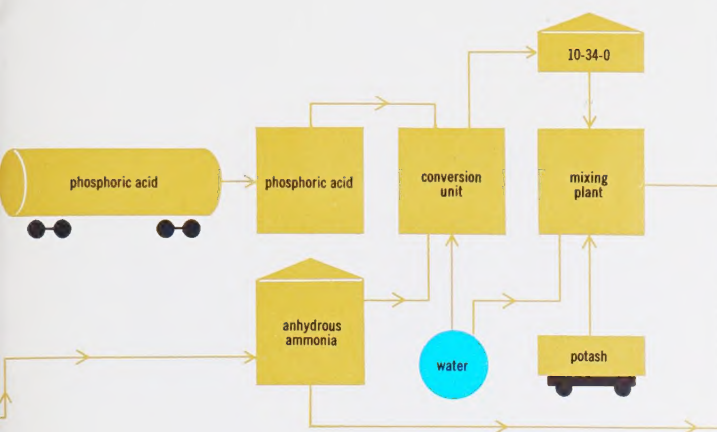 10-34-0
phosphoric acid
phosphoric acid
conversion
unit
mixing
plant
anhydrous
ammonia
water
potash